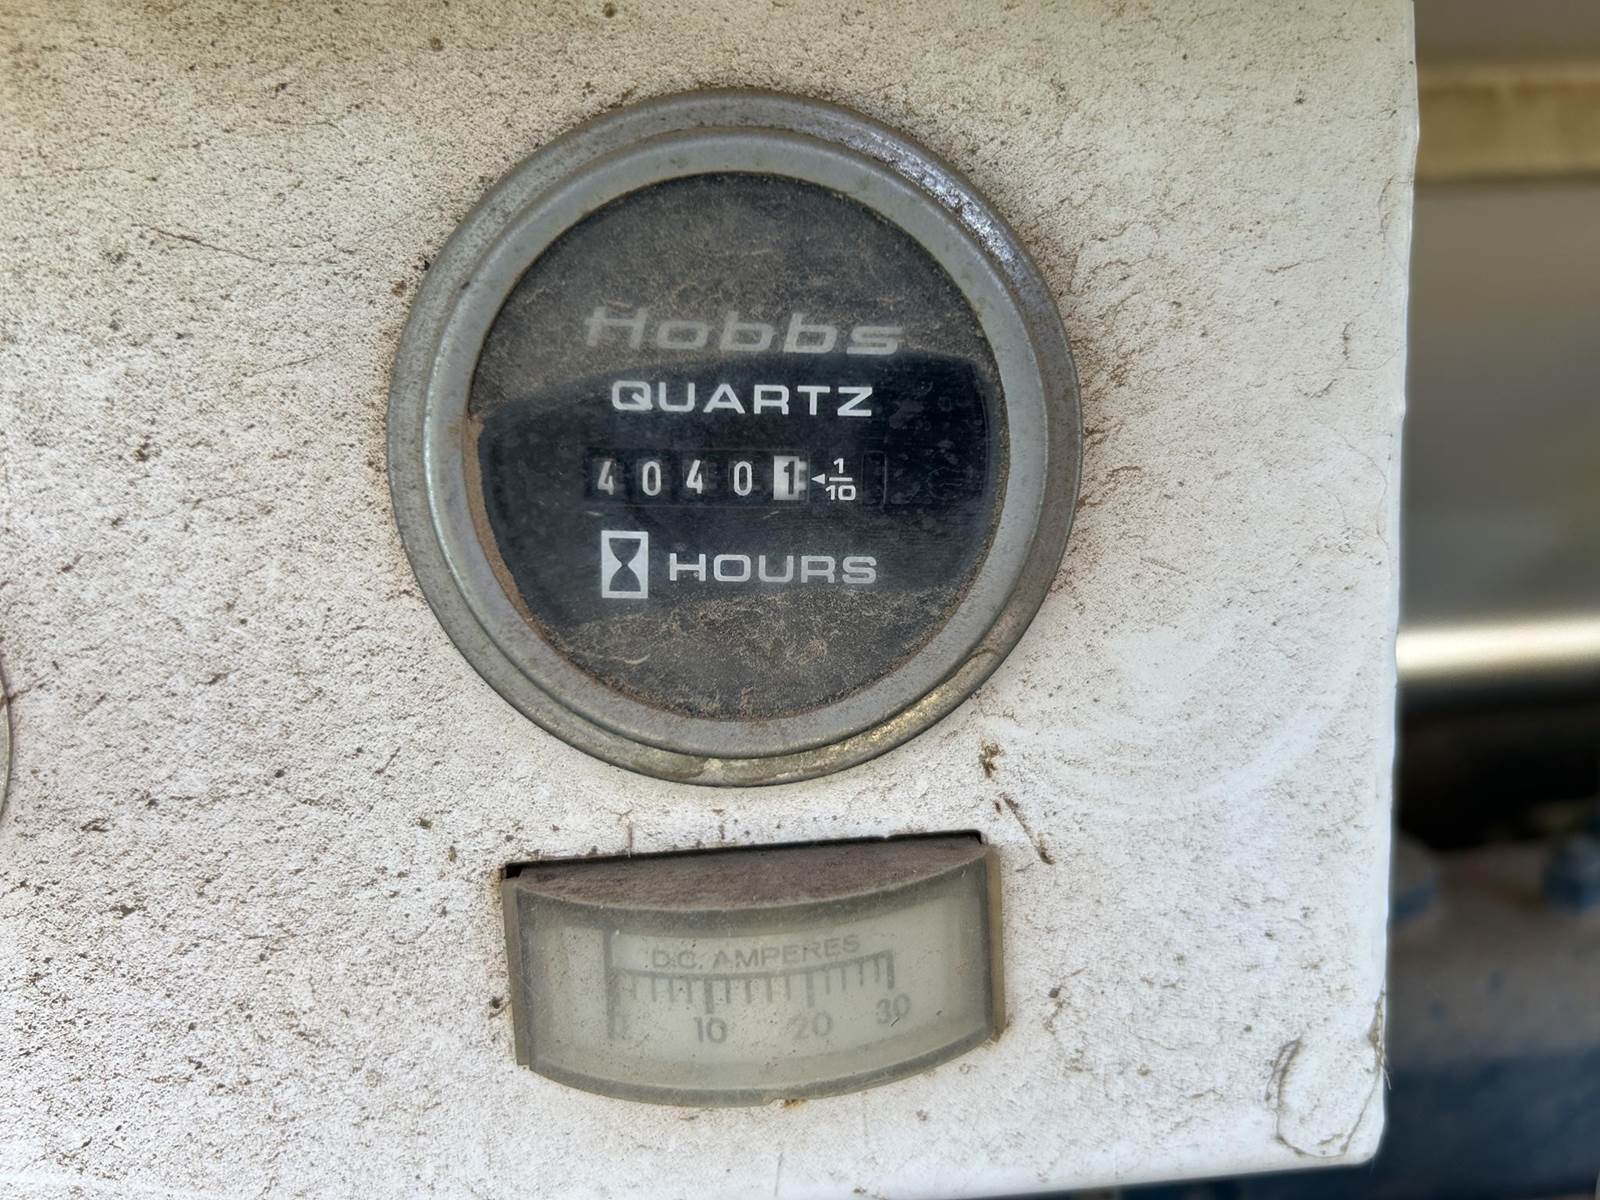 Hobbs
QUARTZ
40401 ◄ 1/10
HOURS
D.C. AMPERES
10 20 30